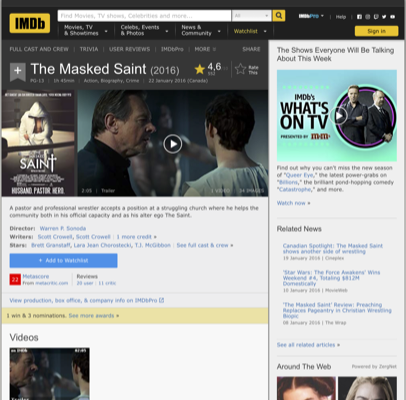 IMDb
Find Movies, TV shows, Celebrities and more...
All
IMDbPro
Help
Movies, TV & Showtimes
Celebs, Events & Photos
News & Community
Watchlist
Sign in
FULL CAST AND CREW | TRIVIA | USER REVIEWS | IMDbPro | MORE
SHARE
The Masked Saint (2016)
4,6
Rate This
PG-13 | 1h 45min | Action, Biography, Crime | 22 January 2016 (Canada)
SAINT
HUSBAND. PASTOR. HERO.
2:05 | Trailer
A pastor and professional wrestler accepts a position at a struggling church where he helps the
community both in his official capacity and as his alter ego The Saint.
Director: Warren P. Sonoda
Writers: Scott Crowell, Scott Crowell | 1 more credit »
Stars: Brett Granstaff, Lara Jean Chorostecki, T.J. McGibbon | See full cast & crew »
+ Add to Watchlist
22
Metascore
From metacritic.com
Reviews
20 user | 11 critic
View production, box office, & company info on IMDbPro
1 win & 3 nominations. See more awards »
Videos
02:05
The Shows Everyone Will Be Talking
About This Week
IMDb's
WHAT'S
ON TV
PRESENTED BY
Find out why you can't miss the new season
of "Queer Eye," the latest power-grabs on
"Billions," the brilliant pond-hopping comedy
"Catastrophe," and more.
Watch now »
Related News
Canadian Spotlight: The Masked Saint
shows another side of wrestling
19 January 2016 | Cineplex
'Star Wars: The Force Awakens' Wins
Weekend #4, Totaling $812M
Domestically
10 January 2016 | MovieWeb
'The Masked Saint' Review: Preaching
Replaces Pageantry in Christian Wrestling
Biopic
08 January 2016 | The Wrap
See all related articles »
Around The Web
Powered by ZergNet